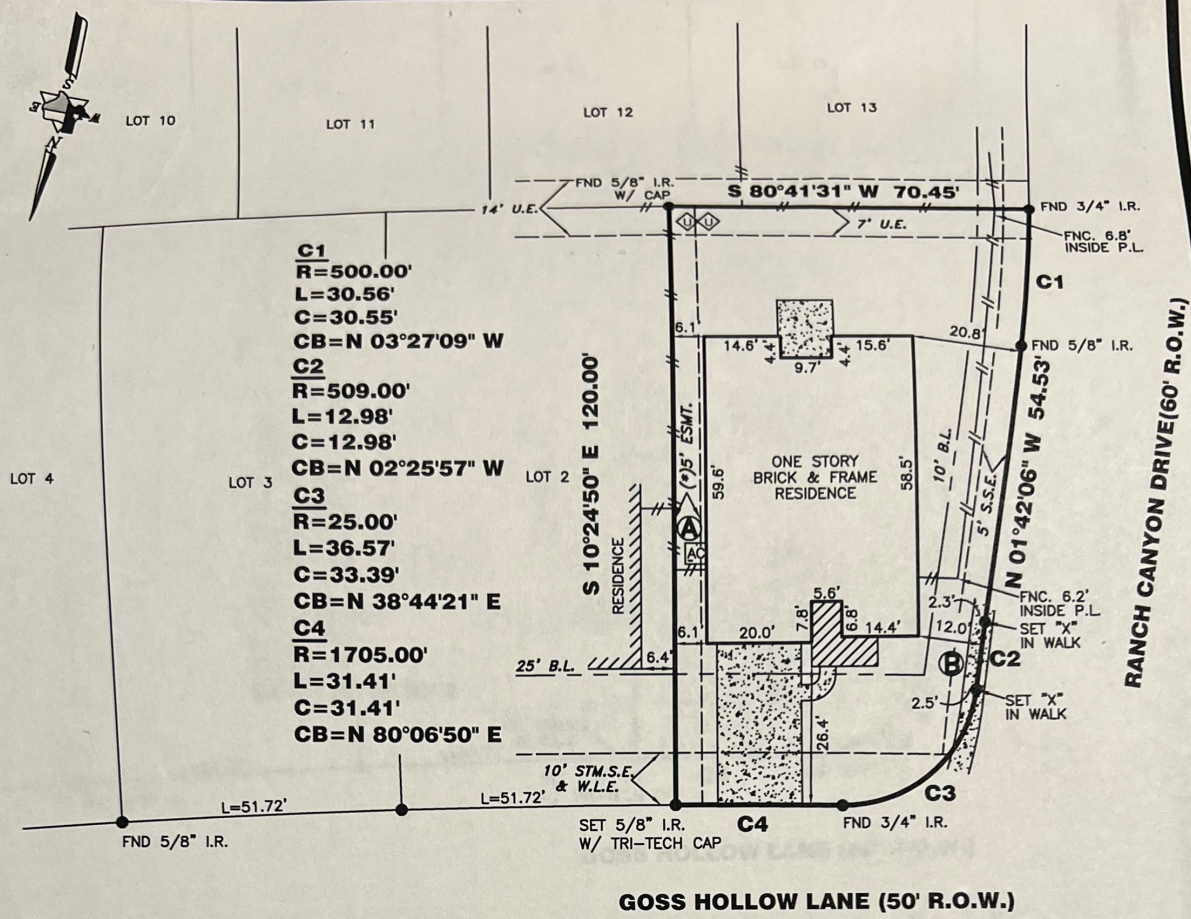 LOT 10
LOT 11
LOT 12
LOT 13
S
N
FND 5/8" I.R.
W/ CAP
S 80°41'31" W 70.45'
14' U.E.
U
U
7' U.E.
FND 3/4" I.R.
FNC. 6.8'
INSIDE P.L.
C1
C1
R=500.00'
L=30.56'
C=30.55'
CB=N 03°27'09" W
C2
R=509.00'
L=12.98'
C=12.98'
CB=N 02°25'57" W
C3
R=25.00'
L=36.57'
C=33.39'
CB=N 38°44'21" E
C4
R=1705.00'
L=31.41'
C=31.41'
CB=N 80°06'50" E
LOT 4
LOT 3
LOT 2
S 10°24'50" E 120.00'
RESIDENCE
6.1'
14.6'
4.4'
9.7'
4.4'
15.6'
20.8'
FND 5/8" I.R.
(*)5' ESMT.
59.6'
ONE STORY
BRICK & FRAME
RESIDENCE
58.5'
10' B.L.
5' S.S.E.
N 01°42'06" W 54.53'
RANCH CANYON DRIVE(60' R.O.W.)
A
AC
5.6'
7.8'
6.8'
2.3'
FNC. 6.2'
INSIDE P.L.
SET "X"
IN WALK
6.1'
20.0'
14.4'
12.0'
C2
B
6.4'
25' B.L.
2.5'
SET "X"
IN WALK
26.4'
10' STM.S.E.
& W.L.E.
L=51.72'
L=51.72'
C3
FND 5/8" I.R.
SET 5/8" I.R.
W/ TRI-TECH CAP
C4
FND 3/4" I.R.
GOSS HOLLOW LANE (50' R.O.W.)